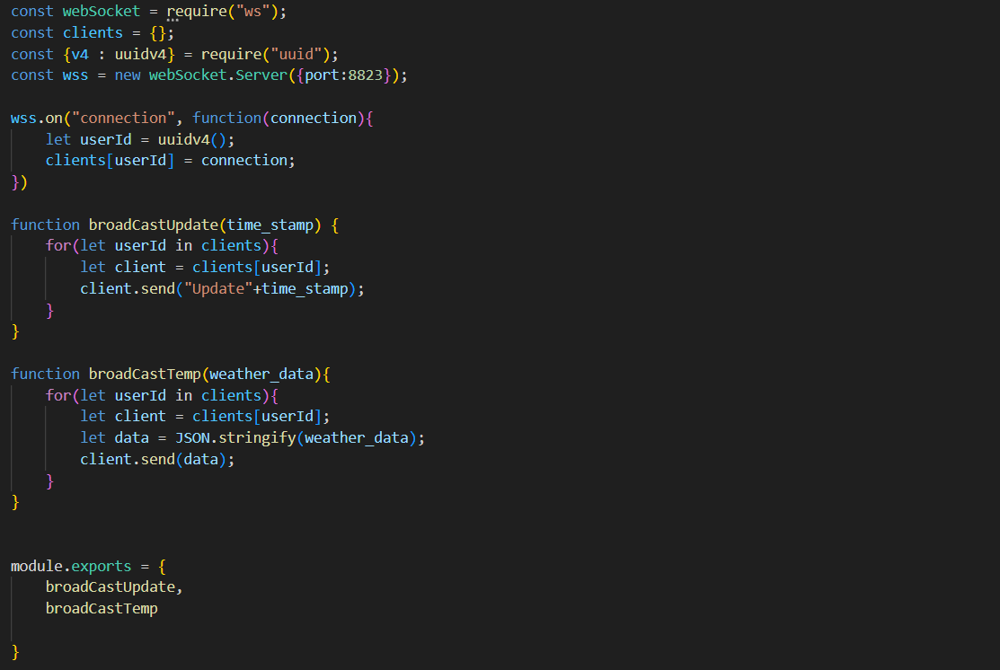 const webSocket = require("ws");
const clients = {};
const {v4 : uuidv4} = require("uuid");
const wss = new webSocket.Server({port:8823});

wss.on("connection", function(connection){
    let userId = uuidv4();
    clients[userId] = connection;
})

function broadCastUpdate(time_stamp) {
    for(let userId in clients){
        let client = clients[userId];
        client.send("Update"+time_stamp);
    }
}

function broadCastTemp(weather_data){
    for(let userId in clients){
        let client = clients[userId];
        let data = JSON.stringify(weather_data);
        client.send(data);
    }
}


module.exports = {
    broadCastUpdate,
    broadCastTemp

}